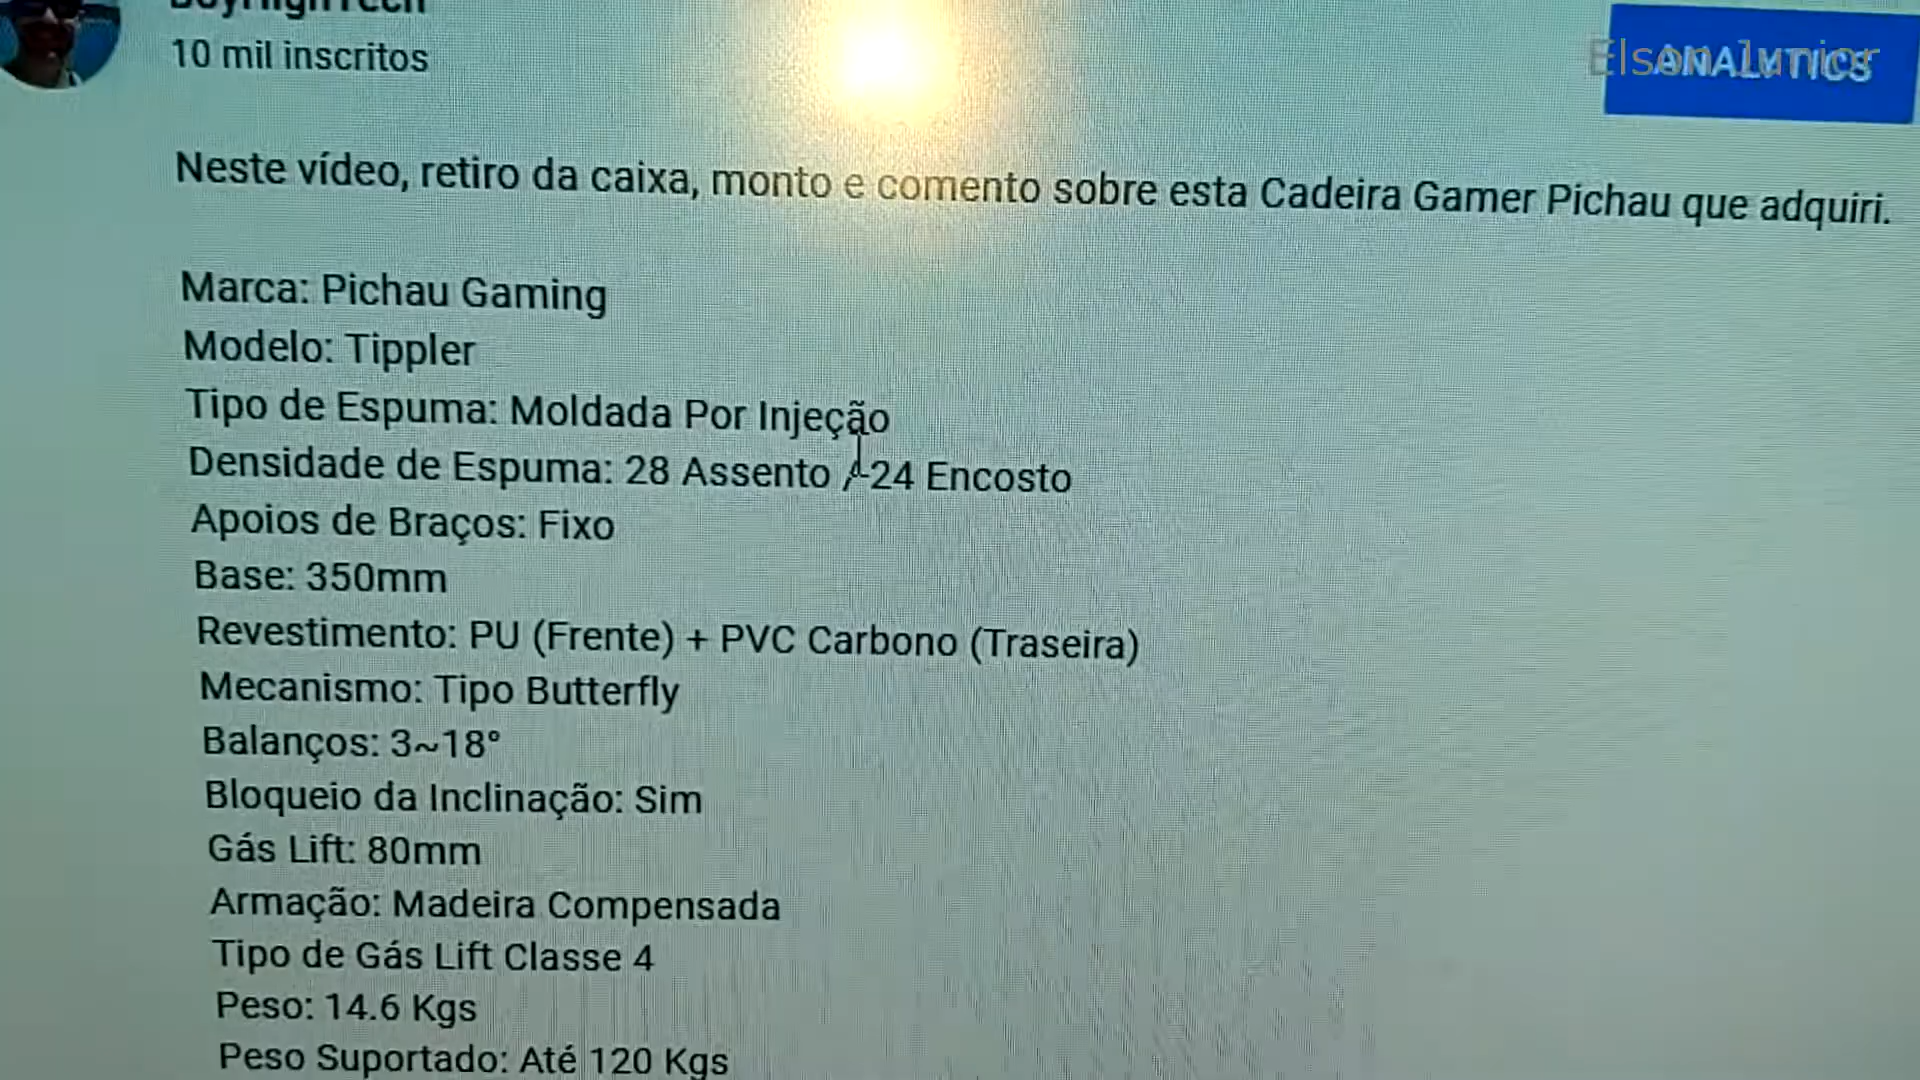 10 mil inscritos
ANALYTICS
Elson Junior
Neste vídeo, retiro da caixa, monto e comento sobre esta Cadeira Gamer Pichau que adquiri.
Marca: Pichau Gaming
Modelo: Tippler
Tipo de Espuma: Moldada Por Injeção
Densidade de Espuma: 28 Assento / 24 Encosto
Apoios de Braços: Fixo
Base: 350mm
Revestimento: PU (Frente) + PVC Carbono (Traseira)
Mecanismo: Tipo Butterfly
Balanços: 3~18°
Bloqueio da Inclinação: Sim
Gás Lift: 80mm
Armação: Madeira Compensada
Tipo de Gás Lift Classe 4
Peso: 14.6 Kgs
Peso Suportado: Até 120 Kgs